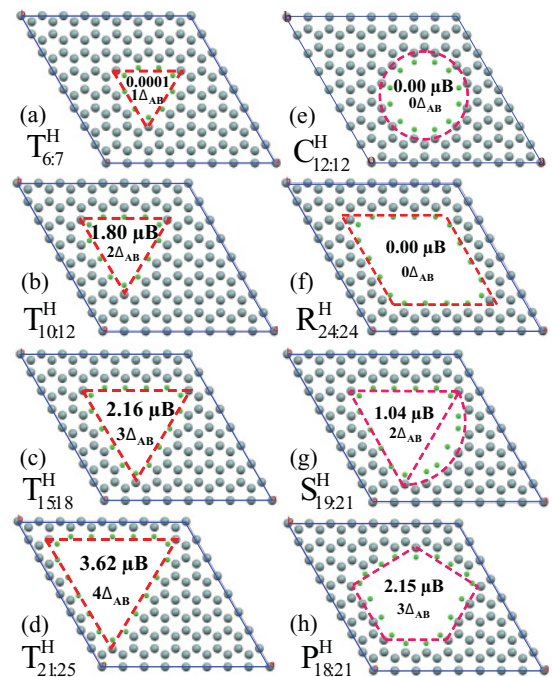 0.0001
1Δ_AB
(a)
T^H_6:7
1.80 μB
2Δ_AB
(b)
T^H_10:12
2.16 μB
3Δ_AB
(c)
T^H_15:18
3.62 μB
4Δ_AB
(d)
T^H_21:25
0.00 μB
0Δ_AB
(e)
C^H_12:12
0.00 μB
0Δ_AB
(f)
R^H_24:24
1.04 μB
2Δ_AB
(g)
S^H_19:21
2.15 μB
3Δ_AB
(h)
P^H_18:21